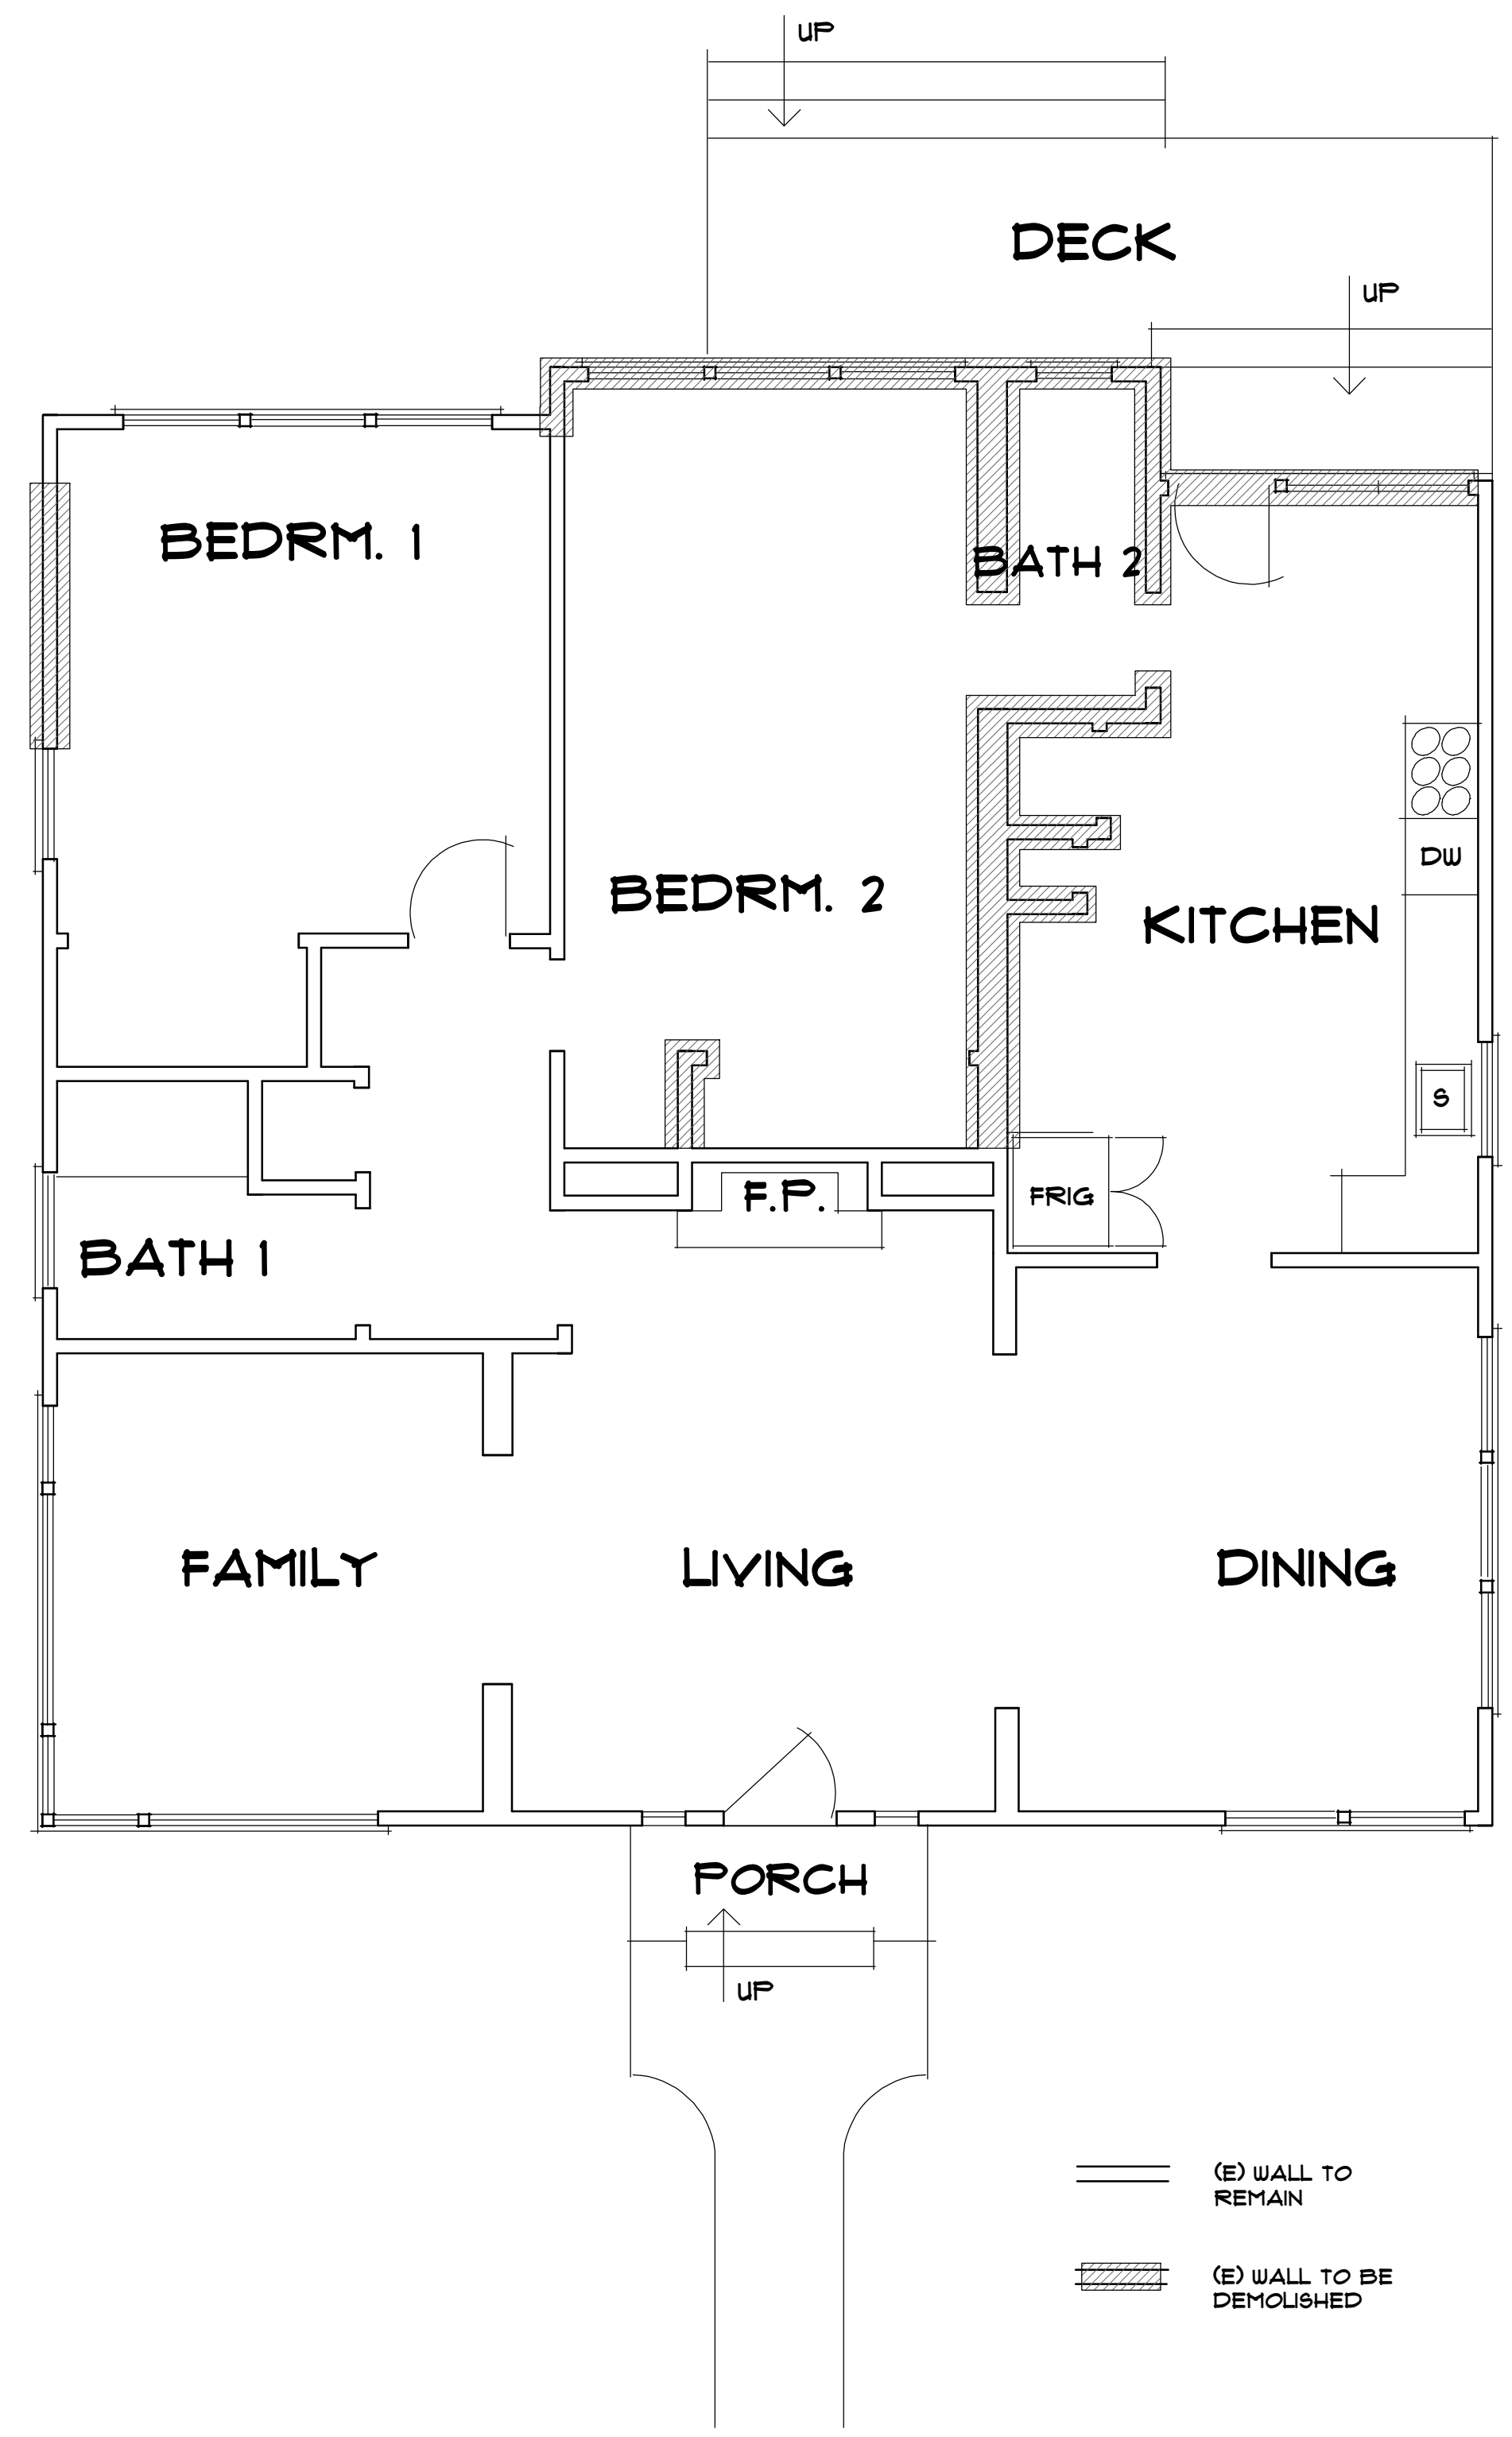 UP
DECK
UP
BEDRM. 1
BATH 2
DW
BEDRM. 2
KITCHEN
S
F.P.
FRIG
BATH 1
FAMILY
LIVING
DINING
PORCH
UP
(E) WALL TO
REMAIN
(E) WALL TO BE
DEMOLISHED